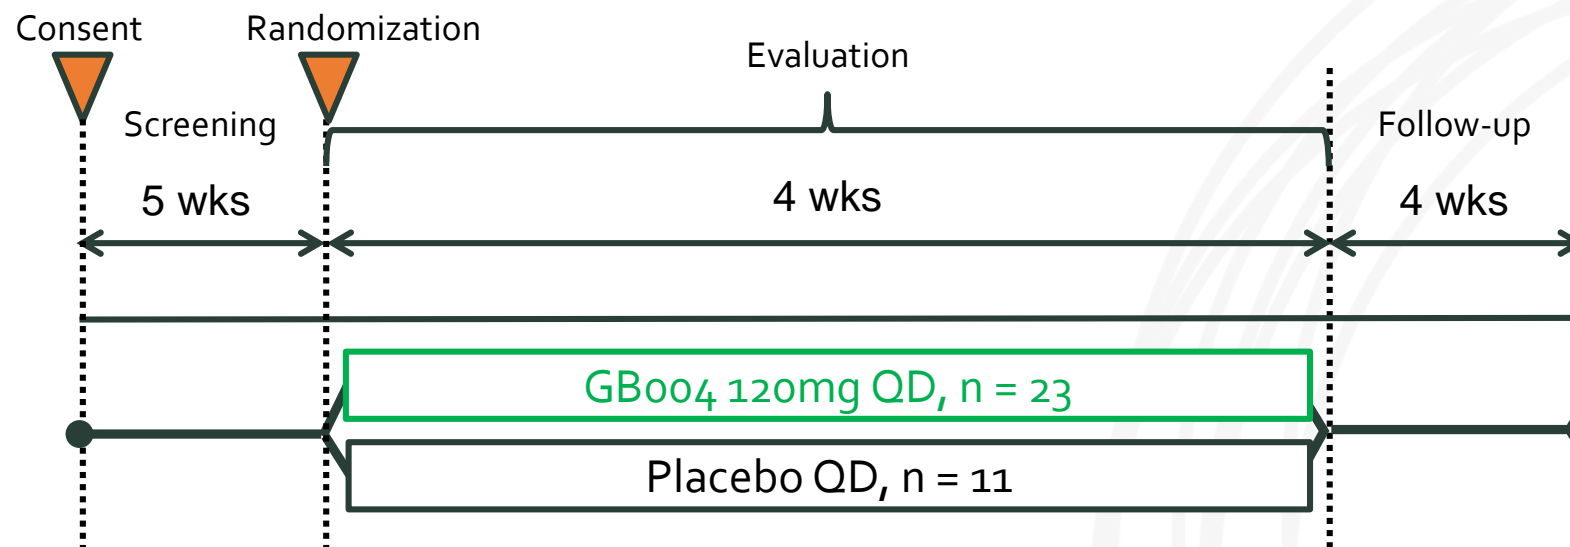 Consent
Randomization
Evaluation
Screening
Follow-up
5 wks
4 wks
4 wks
GB004 120mg QD, n = 23
Placebo QD, n = 11